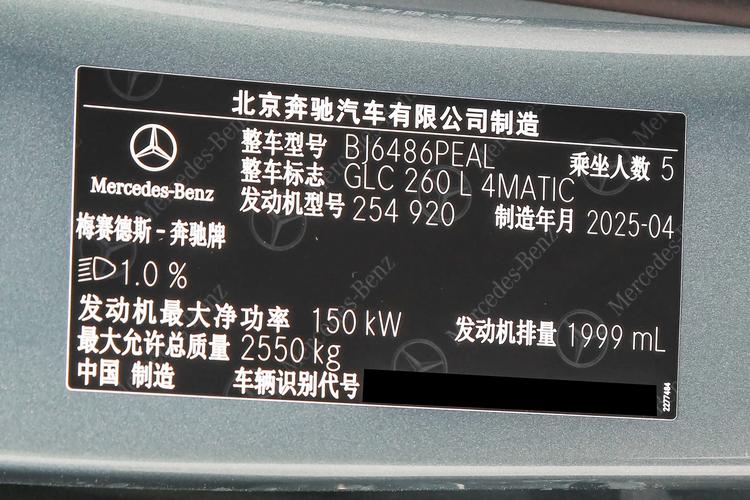 北京奔驰汽车有限公司制造
Mercedes-Benz
整车型号 BJ6486PEAL 乘坐人数 5
整车标志 GLC 260 L 4MATIC
发动机型号 254 920 制造年月 2025-04
梅赛德斯-奔驰牌
1.0 %
发动机最大净功率 150 kW 发动机排量 1999 mL
最大允许总质量 2550 kg
中国 制造 车辆识别代号
2277484